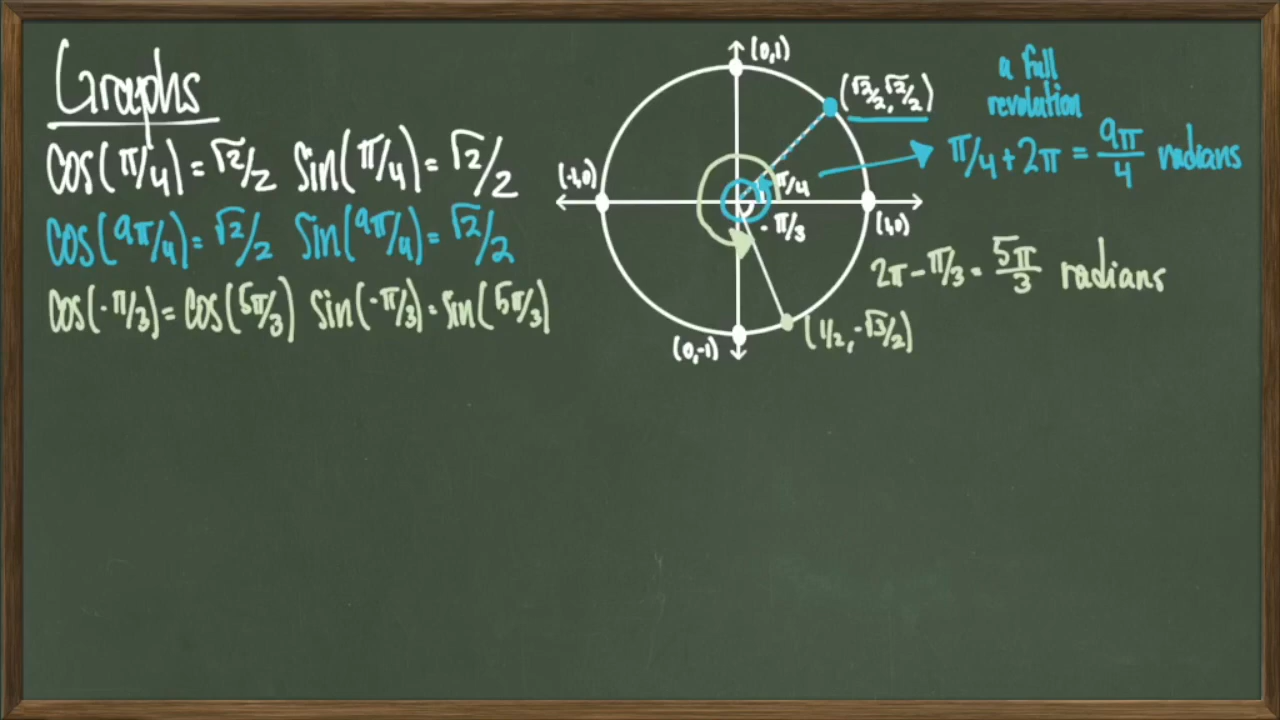 Graphs
cos(π/4)=√2/2 sin(π/4)=√2/2
cos(9π/4)=√2/2 sin(9π/4)=√2/2
cos(-π/3)=cos(5π/3) sin(-π/3)=sin(5π/3)
(0,1)
(√2/2,√2/2)
a full
revolution
π/4+2π=9π/4 radians
(-1,0)
π/4
(1,0)
-π/3
2π-π/3=5π/3 radians
(1/2,-√3/2)
(0,-1)